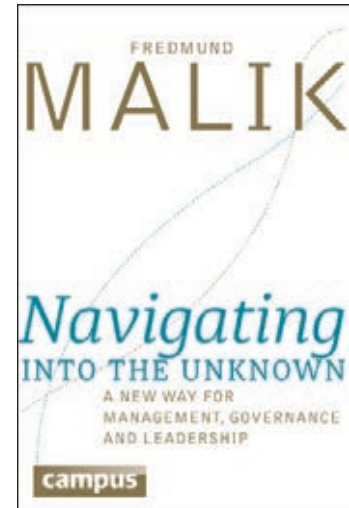 FREDMUND
MALIK
Navigating
INTO THE UNKNOWN
A NEW WAY FOR
MANAGEMENT, GOVERNANCE
AND LEADERSHIP
campus